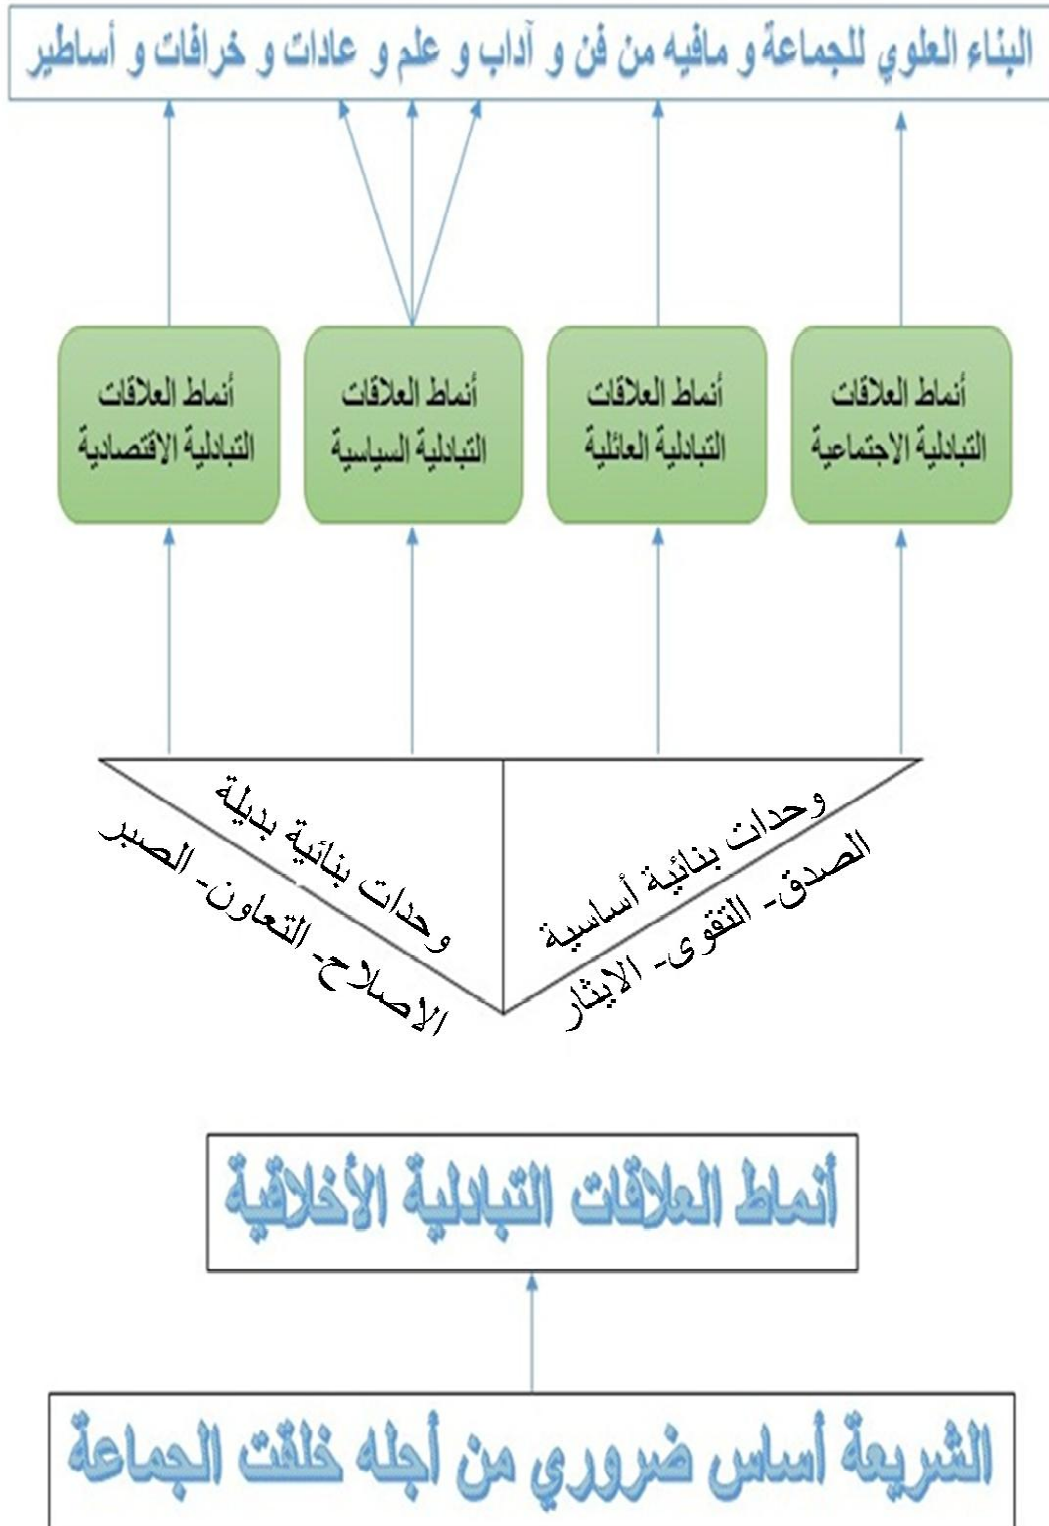 البناء العلوي للجماعة و مافيه من فن و آداب و علم و عادات و خرافات و أساطير
أنماط العلاقات
التبادلية الاجتماعية
أنماط العلاقات
التبادلية العائلية
أنماط العلاقات
التبادلية السياسية
أنماط العلاقات
التبادلية الاقتصادية
وحدات بنائية أساسية
الصدق- التقوى- الايثار
وحدات بنائية بديلة
الاصلاح- التعاون- الصبر
أنماط العلاقات التبادلية الأخلاقية
الشريعة أساس ضروري من أجله خلقت الجماعة